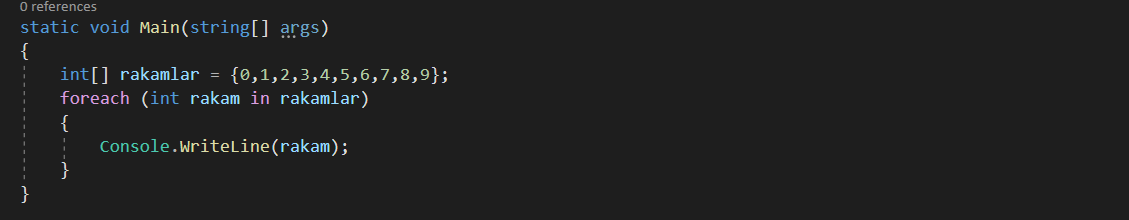 0 references
static void Main(string[] args)
{
int[] rakamlar = {0,1,2,3,4,5,6,7,8,9};
foreach (int rakam in rakamlar)
{
Console.WriteLine(rakam);
}
}